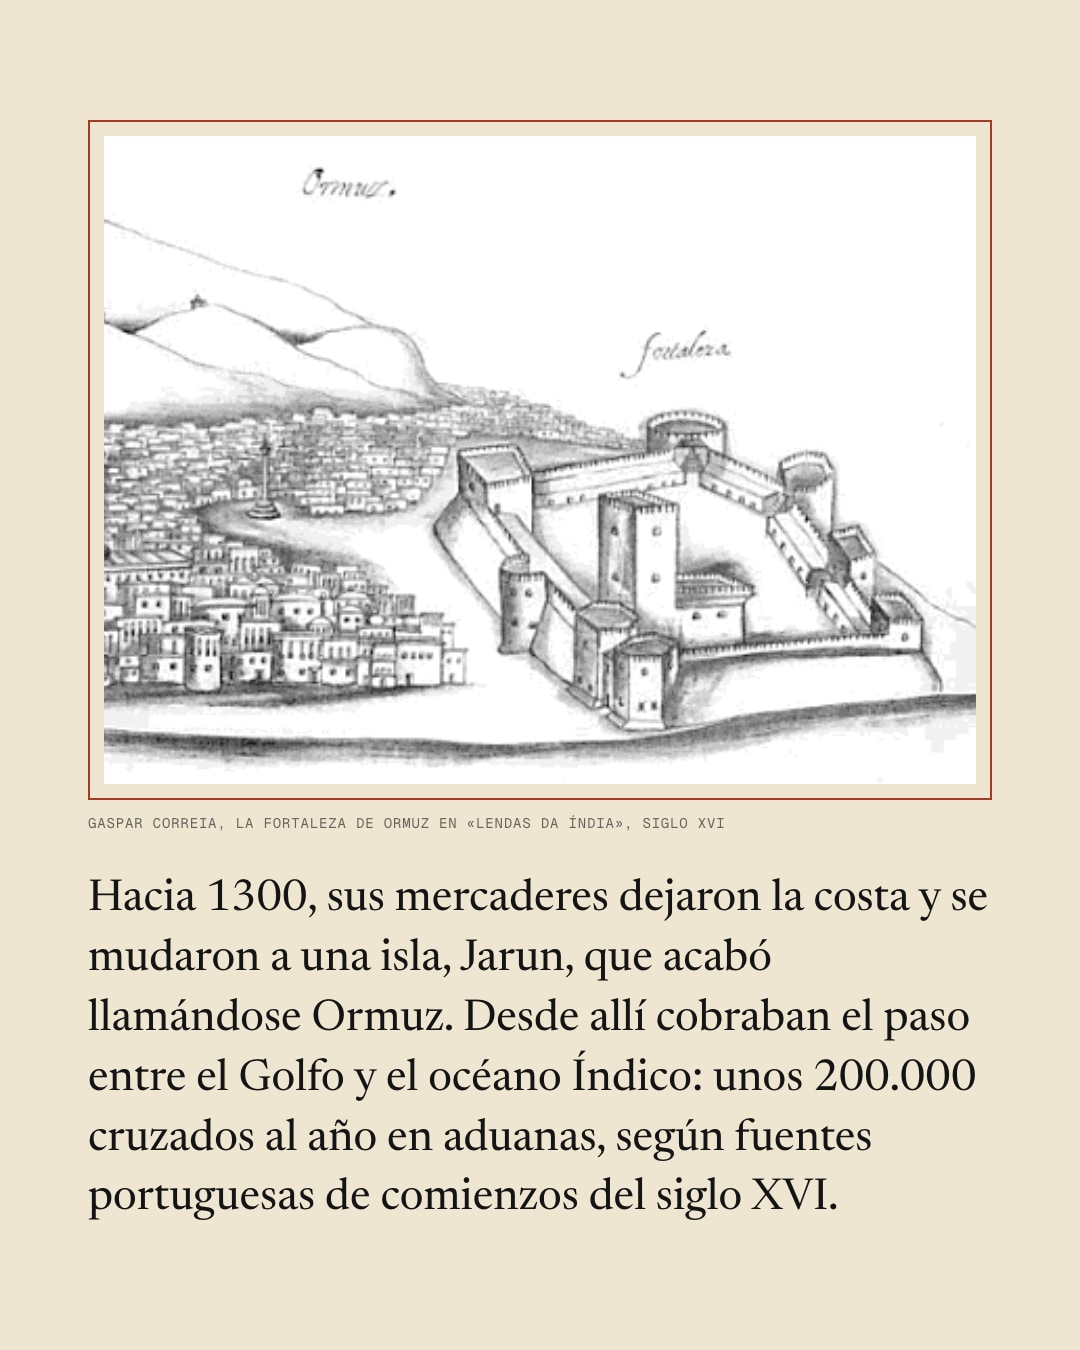 Ormuz.
fortaleza
GASPAR CORREIA, LA FORTALEZA DE ORMUZ EN «LENDAS DA ÍNDIA», SIGLO XVI
Hacia 1300, sus mercaderes dejaron la costa y se
mudaron a una isla, Jarun, que acabó
llamándose Ormuz. Desde allí cobraban el paso
entre el Golfo y el océano Índico: unos 200.000
cruzados al año en aduanas, según fuentes
portuguesas de comienzos del siglo XVI.